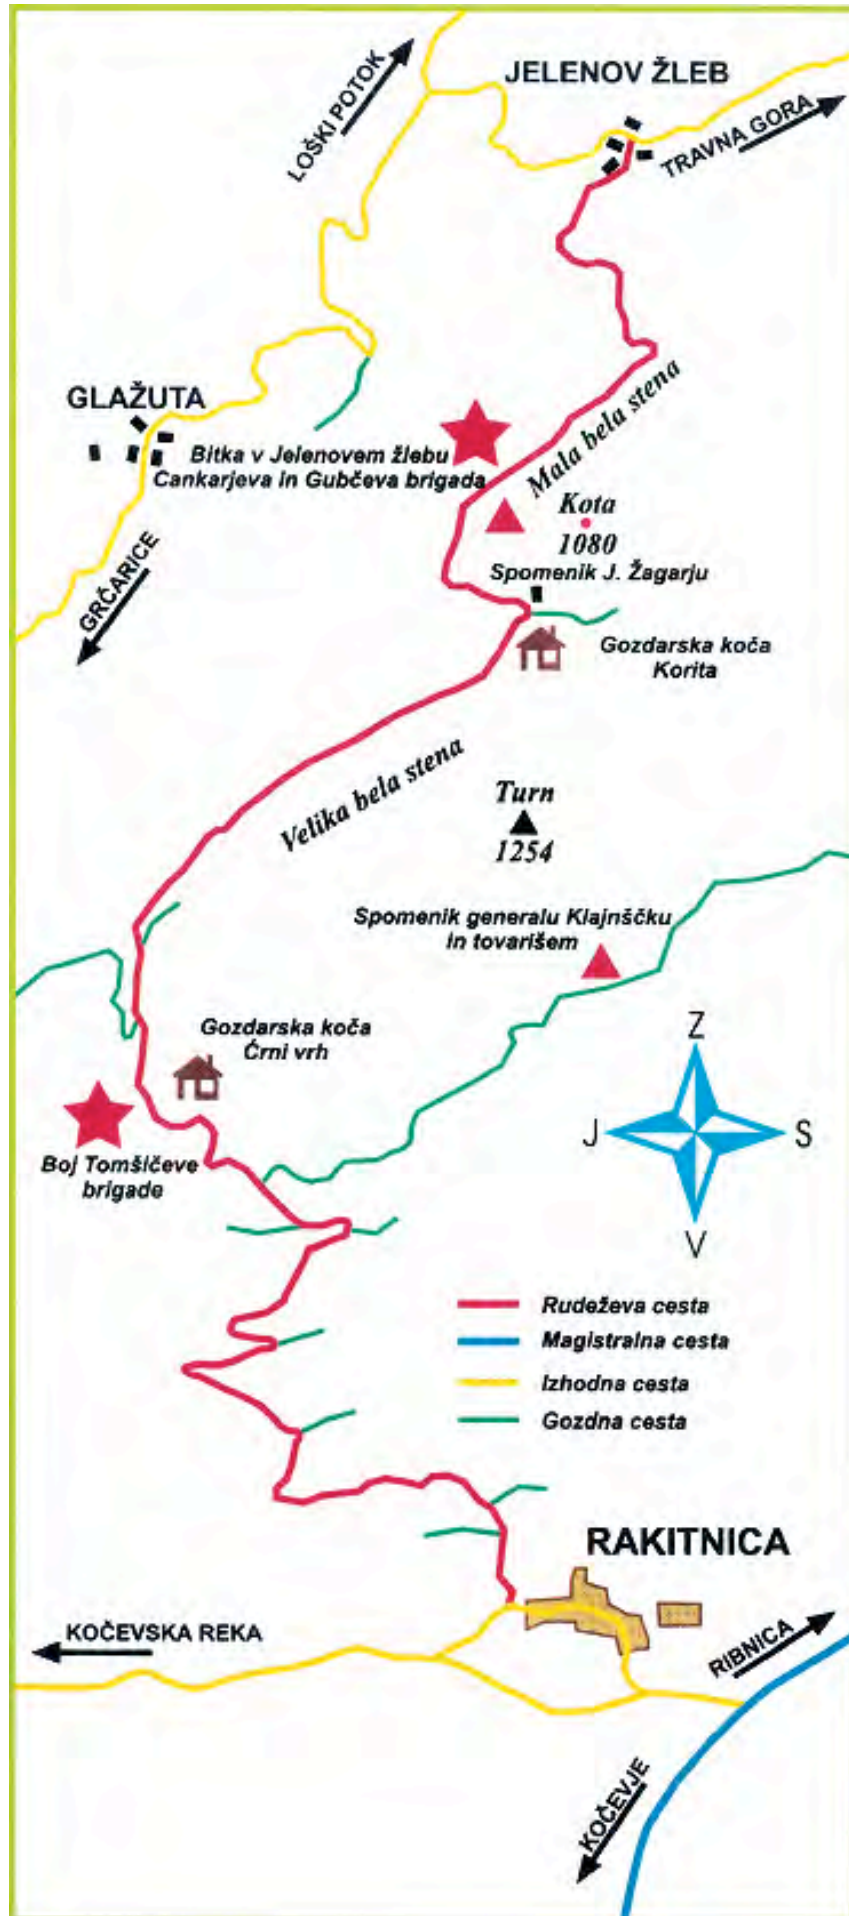 LOŠKI POTOK
JELENOV ŽLEB
TRAVNA GORA
GLAŽUTA
Mala bela stena
Bitka v Jelenovem žlebu
Cankarjeva in Gubčeva brigada
Kota
1080
GRČARICE
Spomenik J. Žagarju
Gozdarska koča
Korita
Velika bela stena
Turn
1254
Spomenik generalu Klajnščku
in tovarišem
Gozdarska koča
Črni vrh
Z
J
S
V
Boj Tomšičeve
brigade
Rudeževa cesta
Magistralna cesta
Izhodna cesta
Gozdna cesta
RAKITNICA
KOČEVSKA REKA
RIBNICA
KOČEVJE